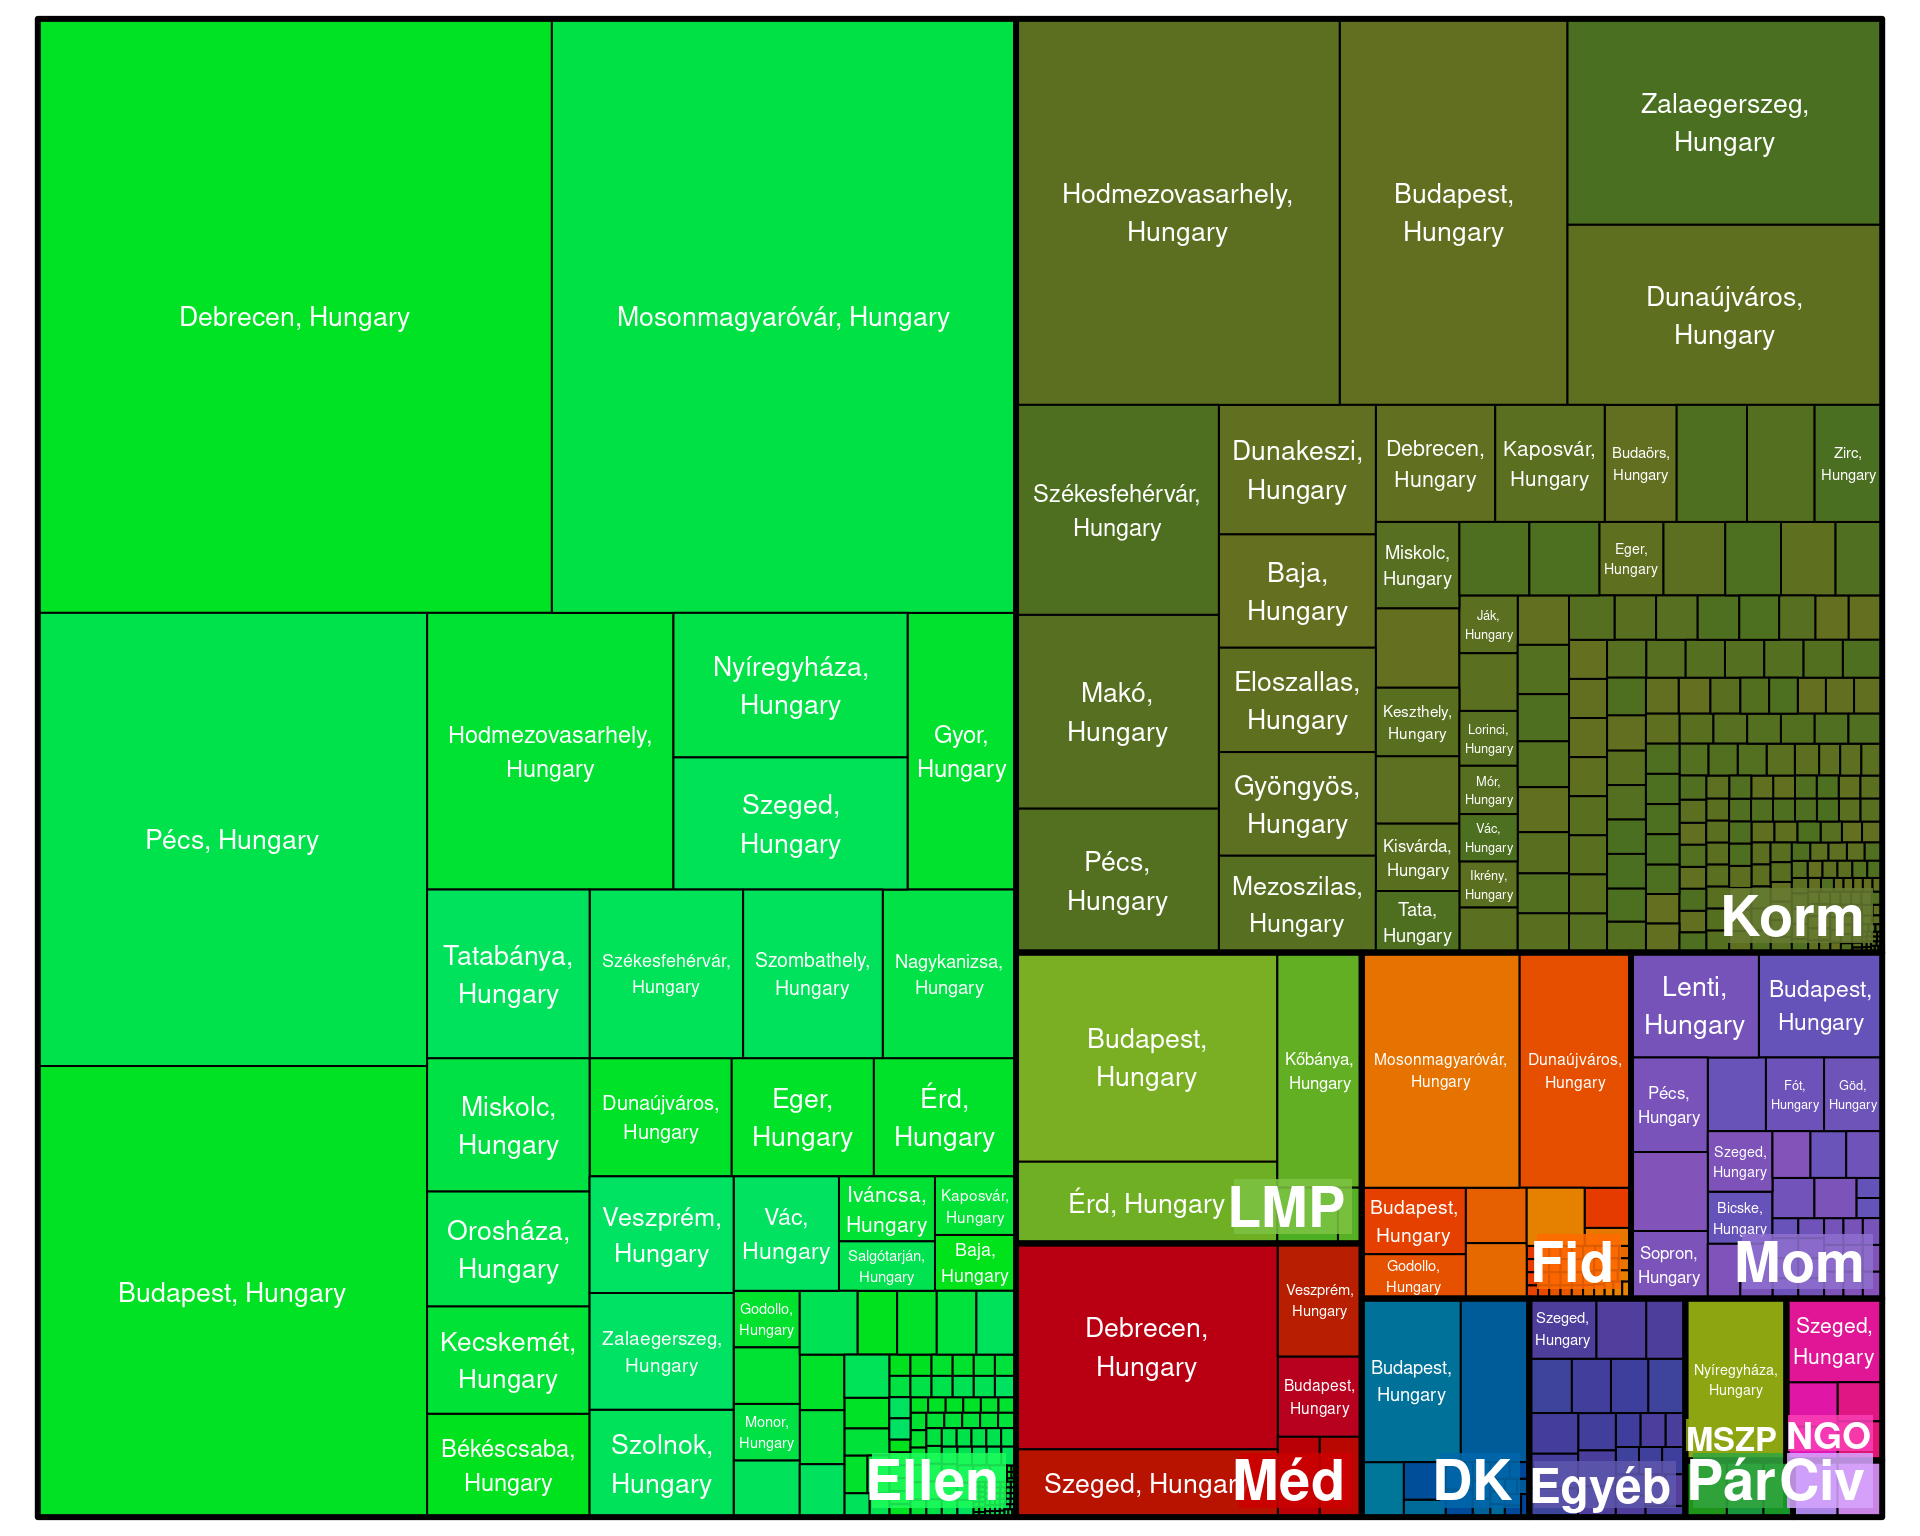 Debrecen, Hungary
Mosonmagyaróvár, Hungary
Pécs, Hungary
Budapest, Hungary
Hodmezovasarhely,
Hungary
Nyíregyháza,
Hungary
Szeged,
Hungary
Gyor,
Hungary
Tatabánya,
Hungary
Székesfehérvár,
Hungary
Szombathely,
Hungary
Nagykanizsa,
Hungary
Miskolc,
Hungary
Orosháza,
Hungary
Kecskemét,
Hungary
Békéscsaba,
Hungary
Dunaújváros,
Hungary
Eger,
Hungary
Érd,
Hungary
Veszprém,
Hungary
Vác,
Hungary
Iváncsa,
Hungary
Kaposvár,
Hungary
Salgótarján,
Hungary
Baja,
Hungary
Zalaegerszeg,
Hungary
Szolnok,
Hungary
Godollo,
Hungary
Monor,
Hungary
Ellen
Hodmezovasarhely,
Hungary
Budapest,
Hungary
Zalaegerszeg,
Hungary
Dunaújváros,
Hungary
Székesfehérvár,
Hungary
Makó,
Hungary
Pécs,
Hungary
Dunakeszi,
Hungary
Baja,
Hungary
Eloszallas,
Hungary
Gyöngyös,
Hungary
Mezoszilas,
Hungary
Debrecen,
Hungary
Kaposvár,
Hungary
Budaörs,
Hungary
Zirc,
Hungary
Miskolc,
Hungary
Eger,
Hungary
Ják,
Hungary
Keszthely,
Hungary
Lorinci,
Hungary
Mór,
Hungary
Kisvárda,
Hungary
Vác,
Hungary
Ikrény,
Hungary
Tata,
Hungary
Korm
Budapest,
Hungary
Kőbánya,
Hungary
Érd, Hungary
LMP
Debrecen,
Hungary
Veszprém,
Hungary
Budapest,
Hungary
Szeged, Hungar
Méd
Mosonmagyaróvár,
Hungary
Dunaújváros,
Hungary
Budapest,
Hungary
Godollo,
Hungary
Fid
Lenti,
Hungary
Budapest,
Hungary
Pécs,
Hungary
Fót,
Hungary
Göd,
Hungary
Szeged,
Hungary
Bicske,
Hungary
Sopron,
Hungary
Mom
Budapest,
Hungary
DK
Szeged,
Hungary
Egyéb
Nyíregyháza,
Hungary
MSZP
Szeged,
Hungary
NGO
Pár
Civ